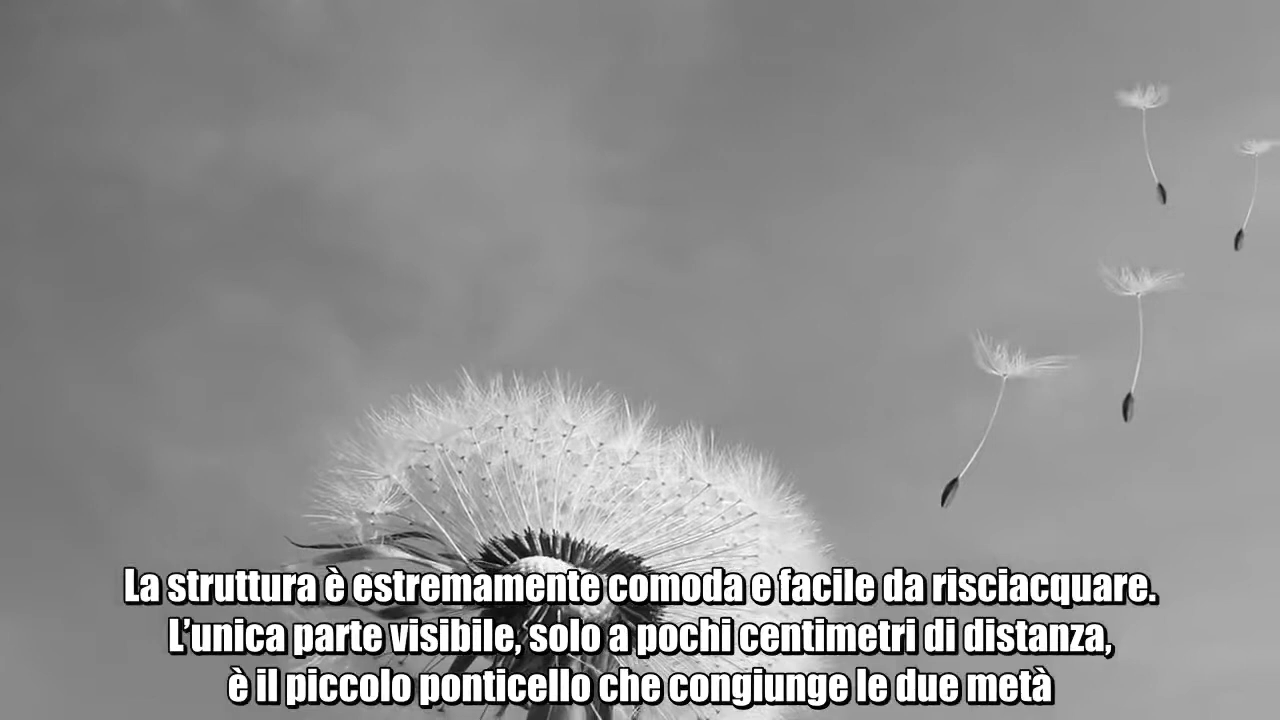 La struttura è estremamente comoda e facile da risciacquare.
L’unica parte visibile, solo a pochi centimetri di distanza,
è il piccolo ponticello che congiunge le due metà